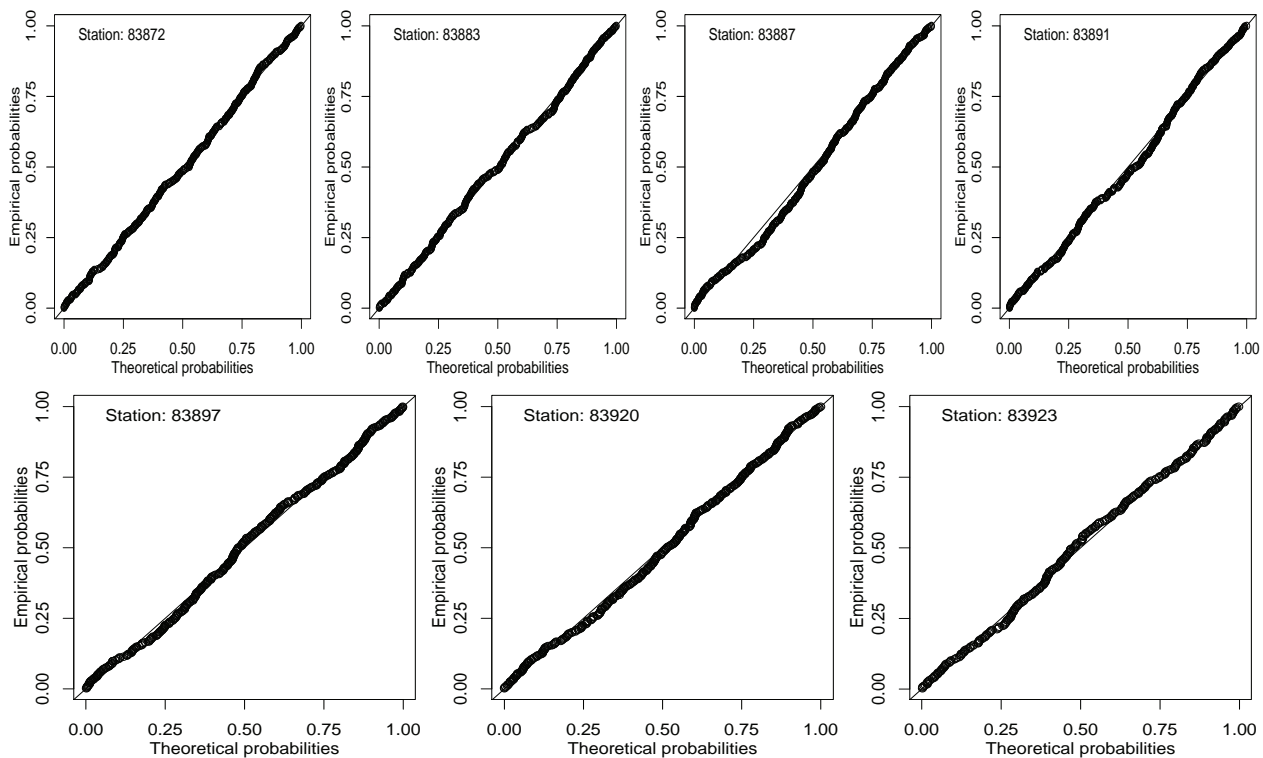 Station: 83872
Empirical probabilities
0.00 0.25 0.50 0.75 1.00
0.00 0.25 0.50 0.75 1.00
Theoretical probabilities
Station: 83883
Empirical probabilities
0.00 0.25 0.50 0.75 1.00
0.00 0.25 0.50 0.75 1.00
Theoretical probabilities
Station: 83887
Empirical probabilities
0.00 0.25 0.50 0.75 1.00
0.00 0.25 0.50 0.75 1.00
Theoretical probabilities
Station: 83891
Empirical probabilities
0.00 0.25 0.50 0.75 1.00
0.00 0.25 0.50 0.75 1.00
Theoretical probabilities
Station: 83897
Empirical probabilities
0.00 0.25 0.50 0.75 1.00
0.00 0.25 0.50 0.75 1.00
Theoretical probabilities
Station: 83920
Empirical probabilities
0.00 0.25 0.50 0.75 1.00
0.00 0.25 0.50 0.75 1.00
Theoretical probabilities
Station: 83923
Empirical probabilities
0.00 0.25 0.50 0.75 1.00
0.00 0.25 0.50 0.75 1.00
Theoretical probabilities